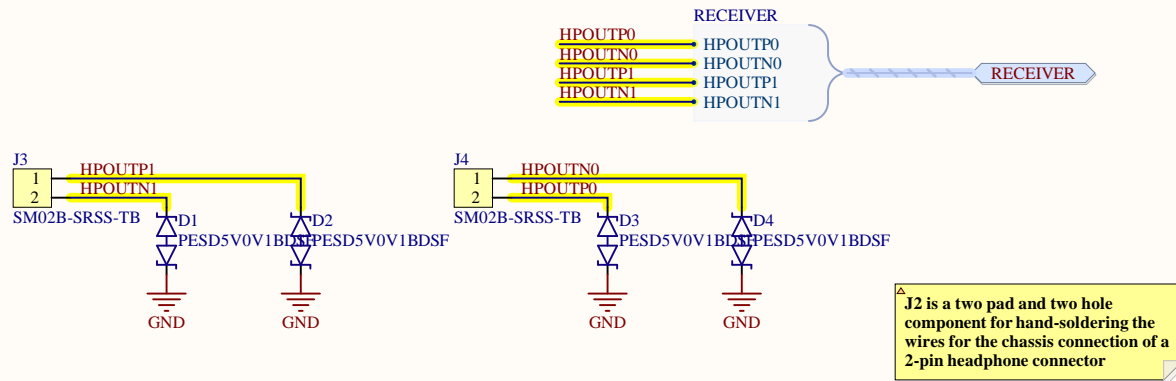 RECEIVER
HPOUTP0
HPOUTN0
HPOUTP1
HPOUTN1
HPOUTP0
HPOUTN0
HPOUTP1
HPOUTN1
RECEIVER
J3
1
2
HPOUTP1
HPOUTN1
SM02B-SRSS-TB
D1
PESD5V0V1BDSF
D2
PESD5V0V1BDSF
GND
GND
J4
1
2
HPOUTN0
HPOUTP0
SM02B-SRSS-TB
D3
PESD5V0V1BDSF
D4
PESD5V0V1BDSF
GND
GND
J2 is a two pad and two hole
component for hand-soldering the
wires for the chassis connection of a
2-pin headphone connector